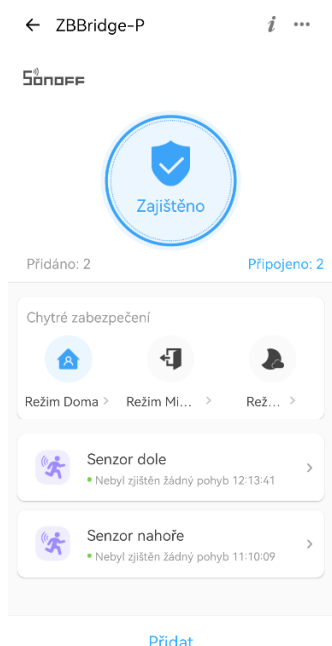 ZBBridge-P
SONOFF
Zajištěno
Přidáno: 2 Připojeno: 2
Chytré zabezpečení
Režim Doma Režim Mi... Rež...
Senzor dole
Nebyl zjištěn žádný pohyb 12:13:41
Senzor nahoře
Nebyl zjištěn žádný pohyb 11:10:09
Přidat